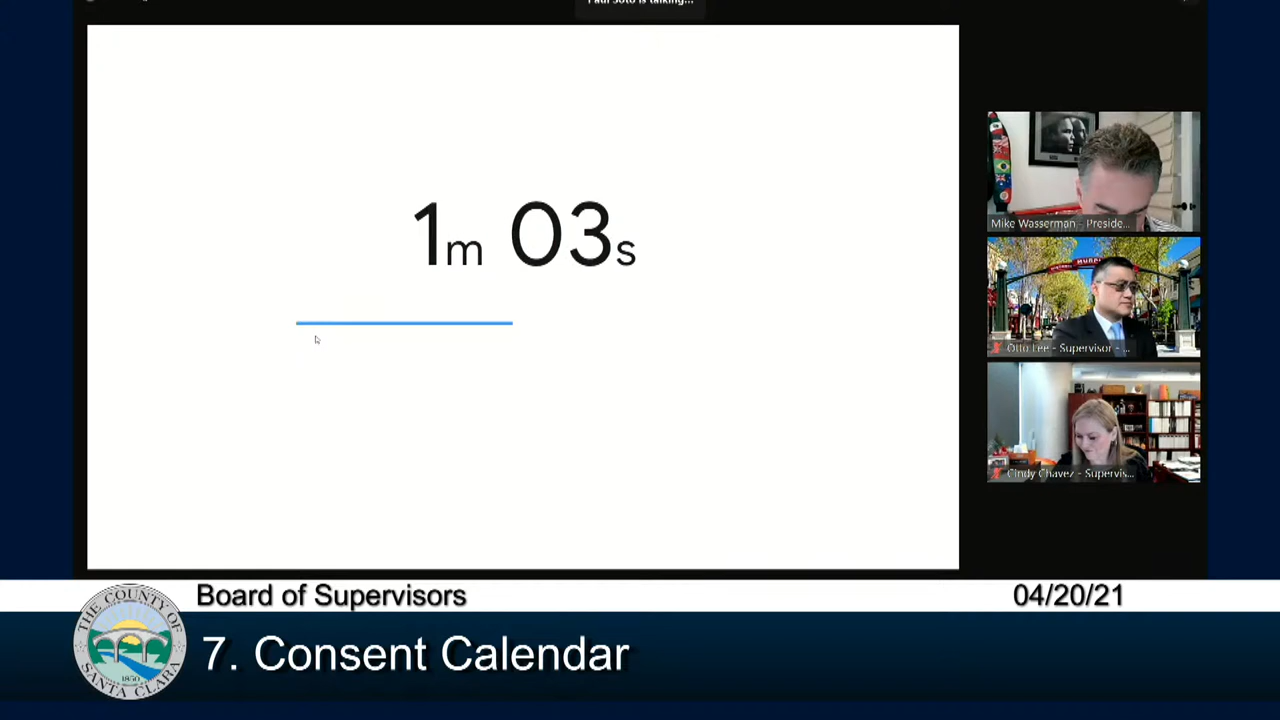 Paul Soto is talking...
1m 03s
Mike Wasserman - Preside...
Otto Lee - Supervisor - ...
Cindy Chavez - Supervis...
Board of Supervisors
04/20/21
THE COUNTY OF
SANTA CLARA
1850
7. Consent Calendar